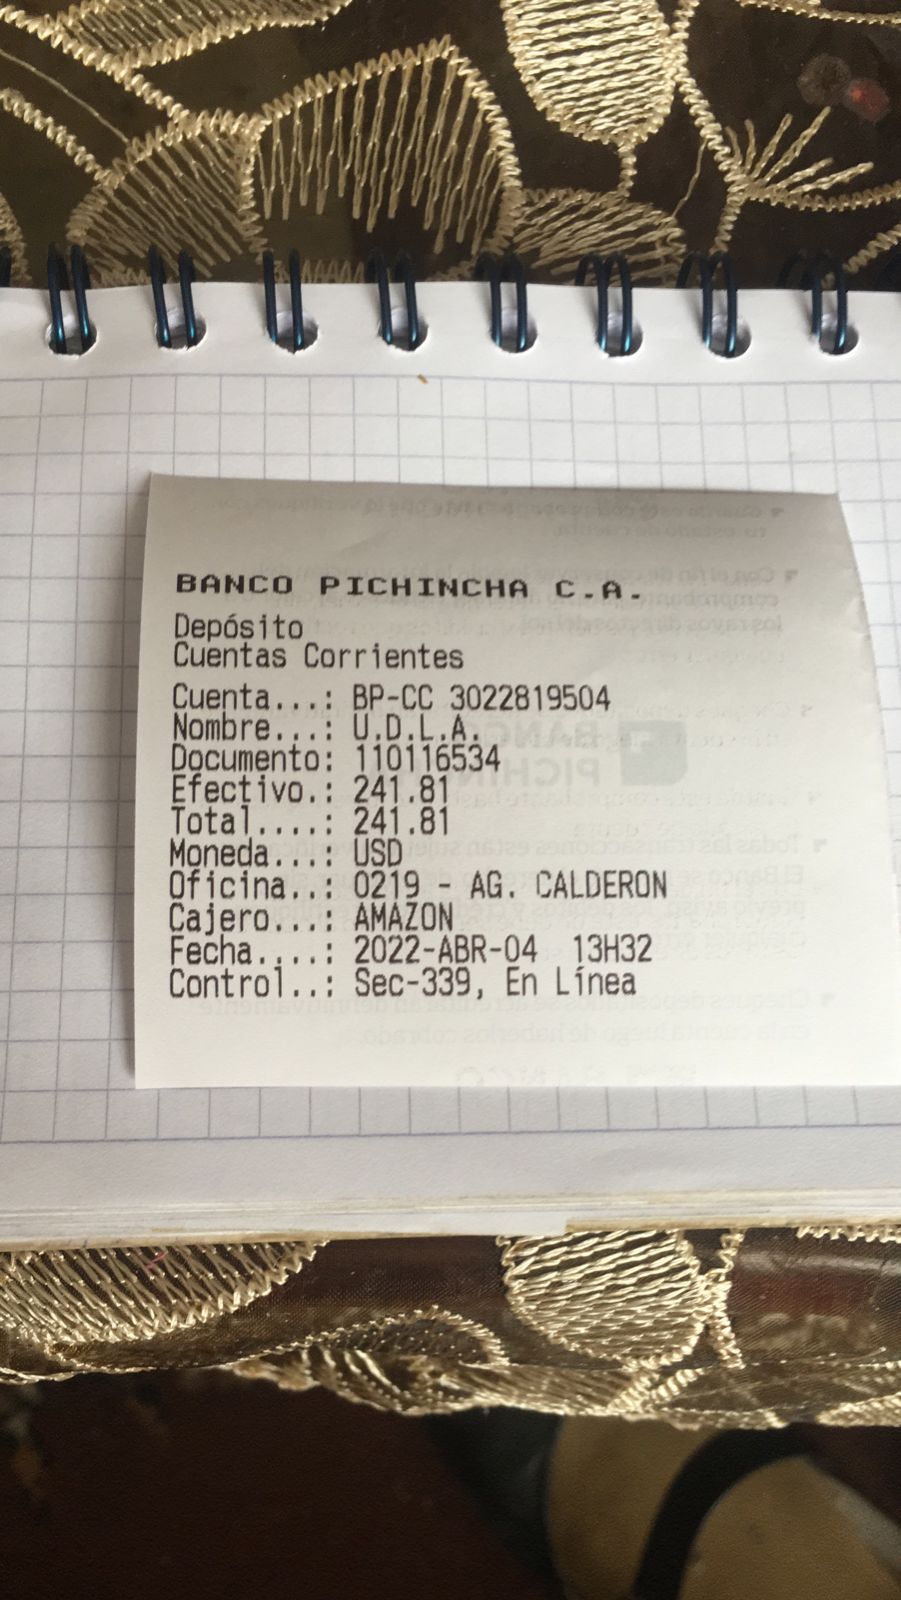 BANCO PICHINCHA C.A.
Depósito
Cuentas Corrientes
Cuenta...: BP-CC 3022819504
Nombre...: U.D.L.A.
Documento: 110116534
Efectivo.: 241.81
Total....: 241.81
Moneda...: USD
Oficina..: 0219 - AG. CALDERON
Cajero...: AMAZON
Fecha....: 2022-ABR-04 13H32
Control..: Sec-339, En Línea